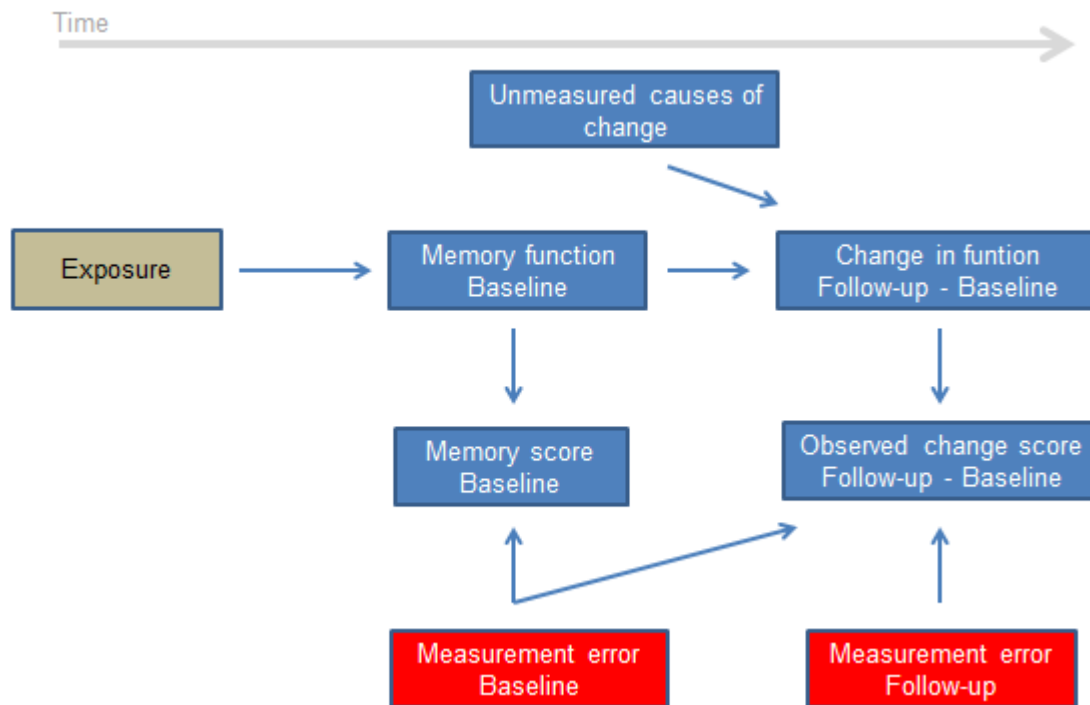 Time
Unmeasured causes of
change
Exposure
Memory function
Baseline
Change in funtion
Follow-up - Baseline
Memory score
Baseline
Observed change score
Follow-up - Baseline
Measurement error
Baseline
Measurement error
Follow-up